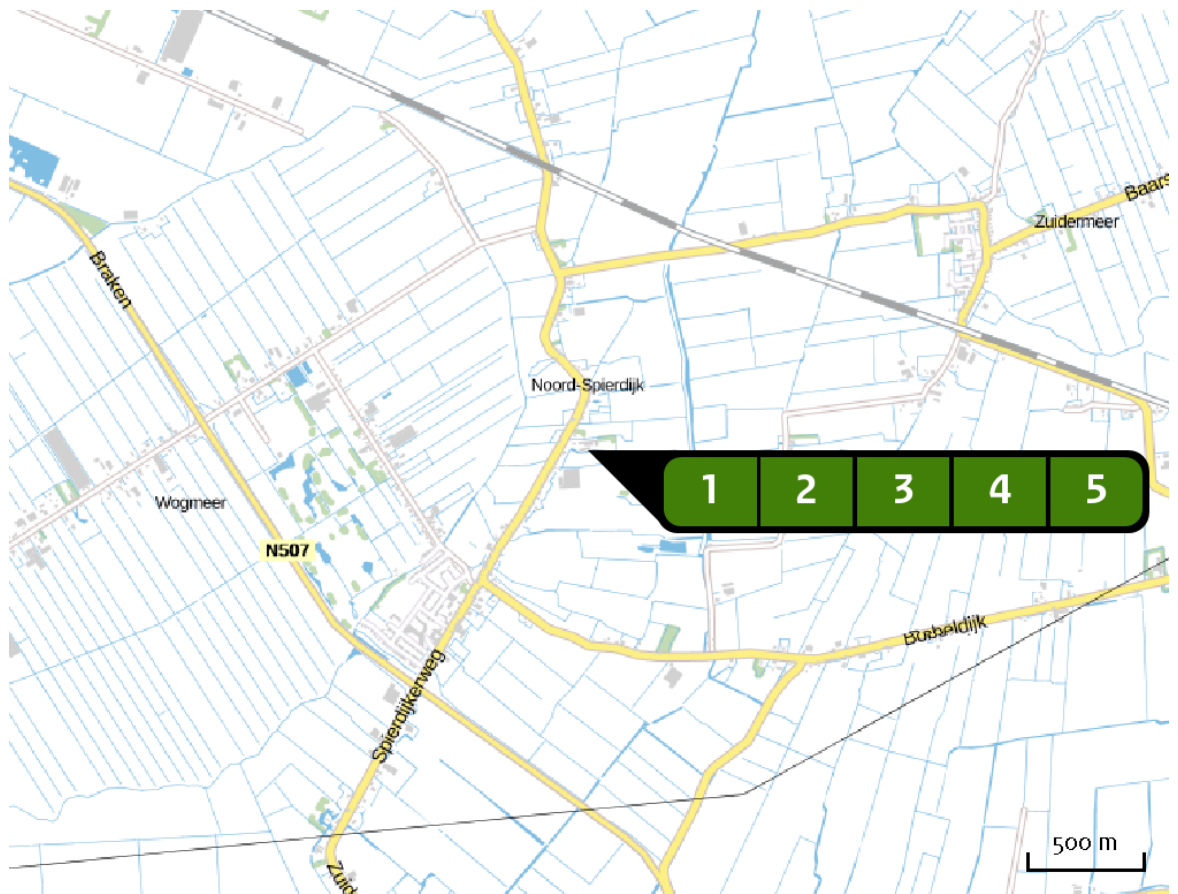 Baars
Zuidermeer
Braken
Noord-Spierdijk
1 2 3 4 5
Wogmeer
N507
Spierdijkerweg
500 m
Zuid